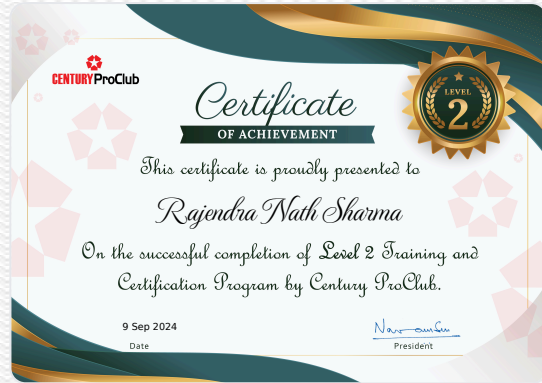 CENTURY ProClub
LEVEL
2
Certificate
OF ACHIEVEMENT
This certificate is proudly presented to
Rajendra Nath Sharma
On the successful completion of Level 2 Training and
Certification Program by Century ProClub.
9 Sep 2024
Date
President